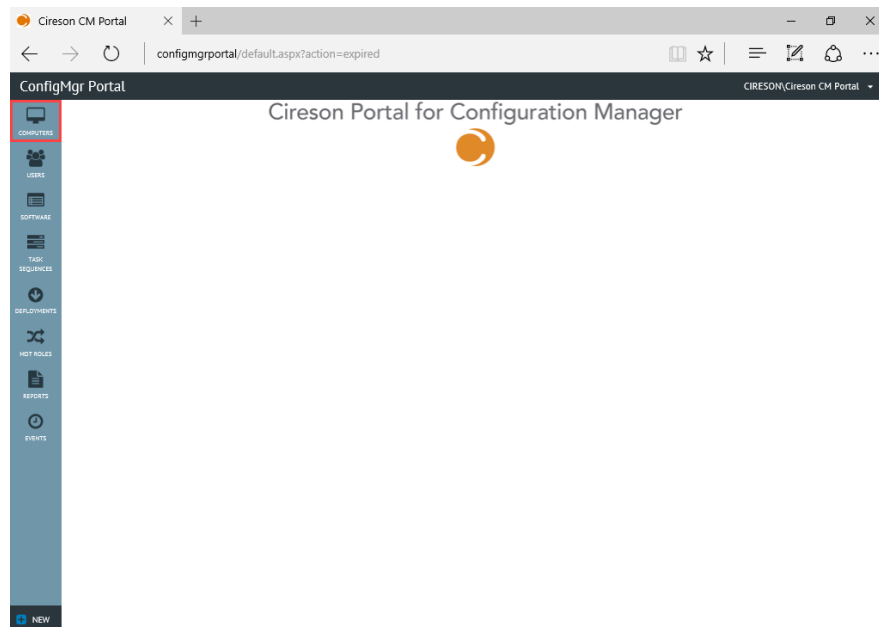 Cireson CM Portal
configmgrportal/default.aspx?action=expired
ConfigMgr Portal
CIRESON\Cireson CM Portal
Cireson Portal for Configuration Manager
COMPUTERS
USERS
SOFTWARE
TASK
SEQUENCES
DEPLOYMENTS
MDT ROLES
REPORTS
EVENTS
NEW